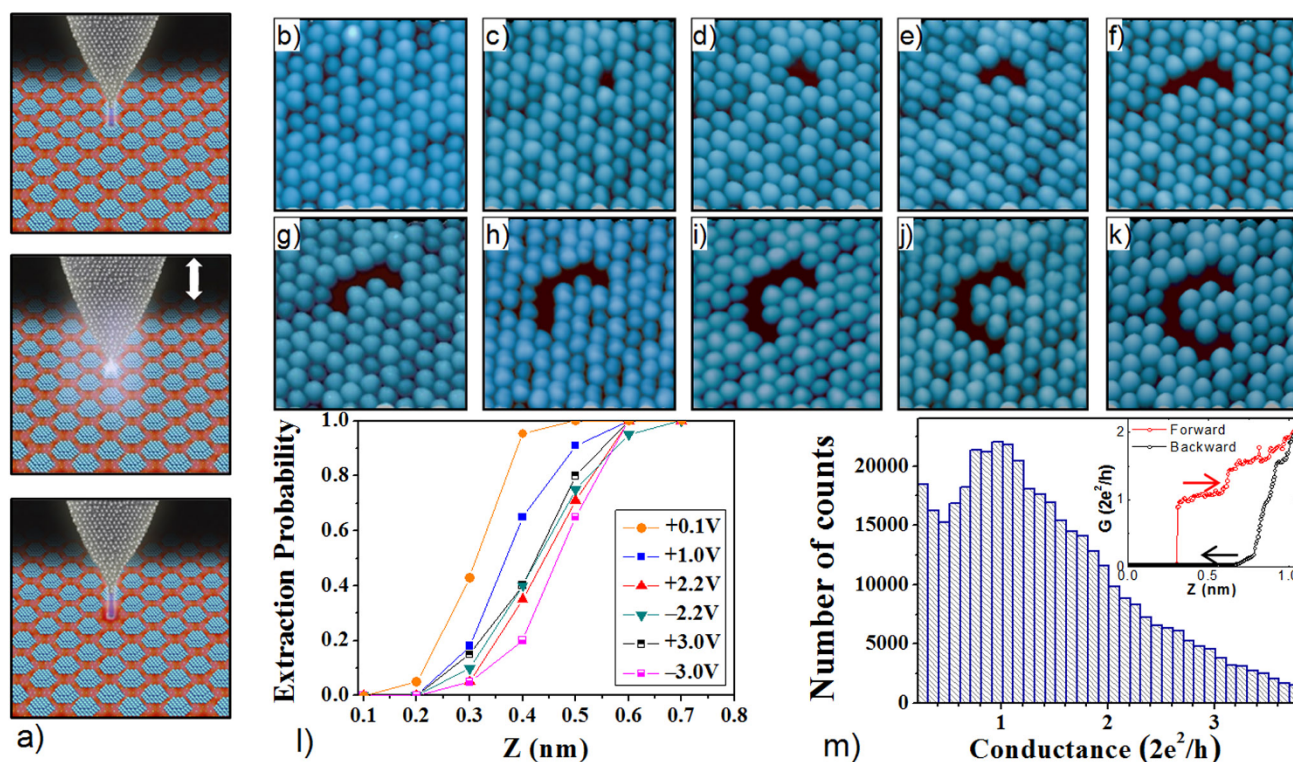 a)
b)
c)
d)
e)
f)
g)
h)
i)
j)
k)
l)
Extraction Probability
1.0
0.8
0.6
0.4
0.2
0.0
0.1 0.2 0.3 0.4 0.5 0.6 0.7 0.8
Z (nm)
+0.1V
+1.0V
+2.2V
−2.2V
+3.0V
−3.0V
m)
Number of counts
20000
15000
10000
5000
0
1 2 3
Conductance (2e²/h)
Forward
Backward
G (2e²/h)
2
1
0
0.0 0.5 1.0
Z (nm)